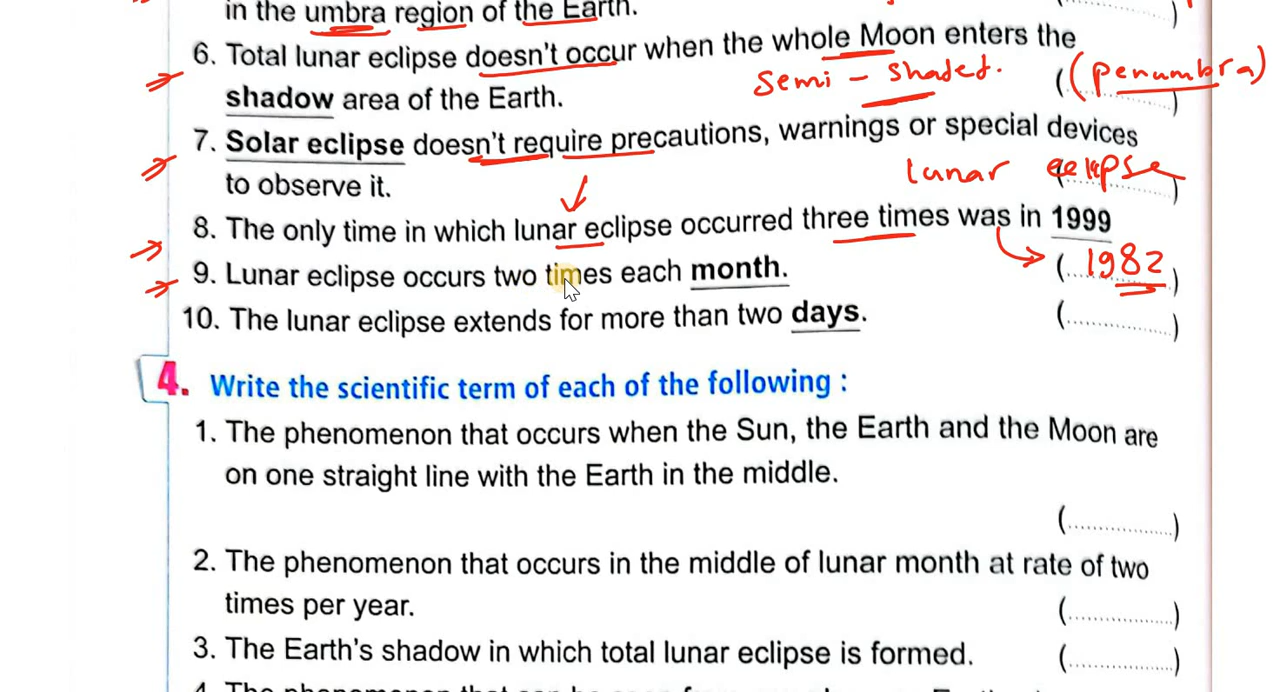 in the umbra region of the Earth.
(..............)
6. Total lunar eclipse doesn't occur when the whole Moon enters the
semi - shaded. (penumbra)
shadow area of the Earth. (..............)
7. Solar eclipse doesn't require precautions, warnings or special devices
lunar eclipse
to observe it. (..............)
8. The only time in which lunar eclipse occurred three times was in 1999
(..1982..)
9. Lunar eclipse occurs two times each month.
10. The lunar eclipse extends for more than two days. (..............)
4. Write the scientific term of each of the following :
1. The phenomenon that occurs when the Sun, the Earth and the Moon are
on one straight line with the Earth in the middle.
(..............)
2. The phenomenon that occurs in the middle of lunar month at rate of two
times per year. (..............)
3. The Earth's shadow in which total lunar eclipse is formed. (..............)